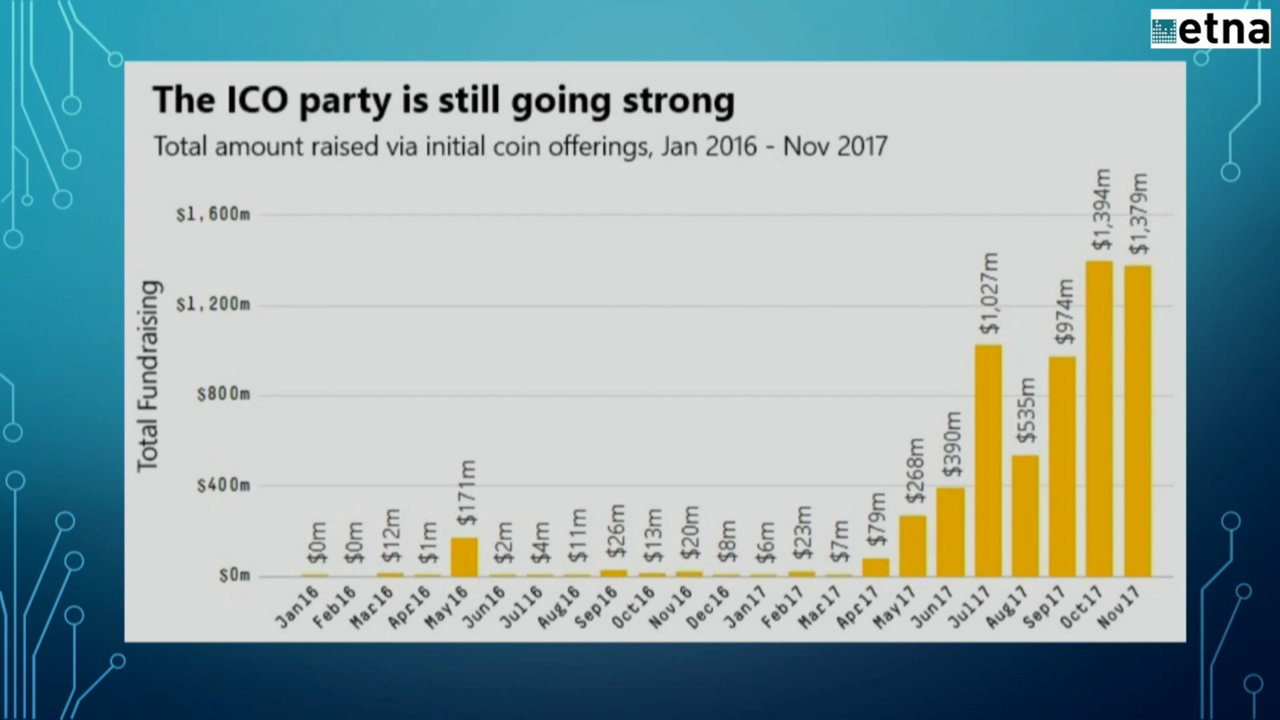 etna
The ICO party is still going strong
Total amount raised via initial coin offerings, Jan 2016 - Nov 2017
Total Fundraising
$1,600m
$1,200m
$800m
$400m
$0m
$0m
$0m
$12m
$1m
$171m
$2m
$4m
$11m
$26m
$13m
$20m
$8m
$6m
$23m
$7m
$79m
$268m
$390m
$1,027m
$535m
$974m
$1,394m
$1,379m
Jan16
Feb16
Mar16
Apr16
May16
Jun16
Jul16
Aug16
Sep16
Oct16
Nov16
Dec16
Jan17
Feb17
Mar17
Apr17
May17
Jun17
Jul17
Aug17
Sep17
Oct17
Nov17